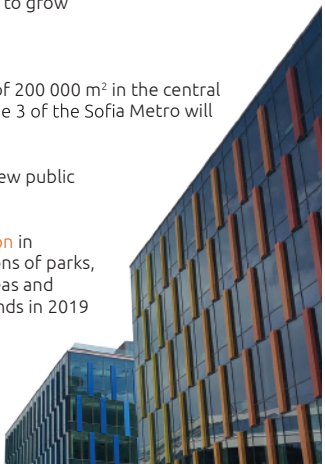 to grow
of 200 000 m² in the central
e 3 of the Sofia Metro will
ew public
on in
ns of parks,
as and
nds in 2019